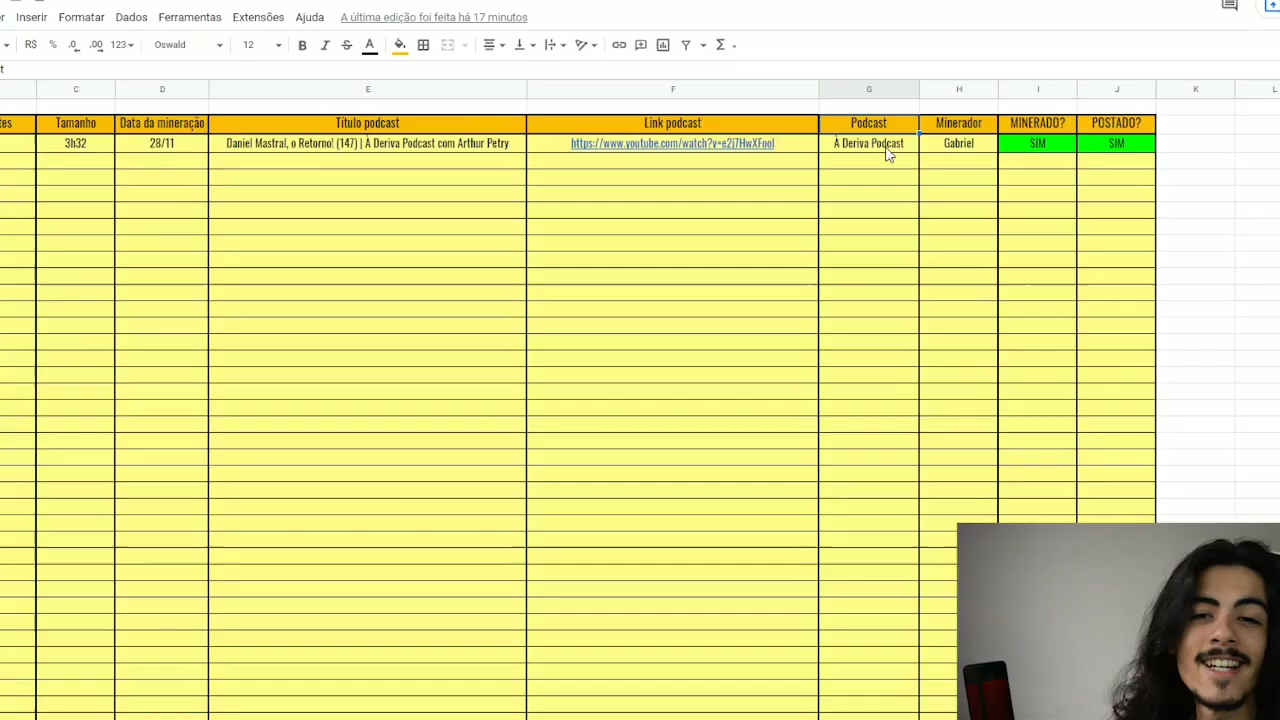 Inserir Formatar Dados Ferramentas Extensões Ajuda A última edição foi feita há 17 minutos
R$ % .0 .00 123 Oswald 12 B I S A
C D E F G H I J K L
Tamanho Data da mineração Título podcast Link podcast Podcast Minerador MINERADO? POSTADO?
3h32 28/11 Daniel Mastral, o Retorno! (147) | À Deriva Podcast com Arthur Petry https://www.youtube.com/watch?v=e2j7HwXFooI À Deriva Podcast Gabriel SIM SIM